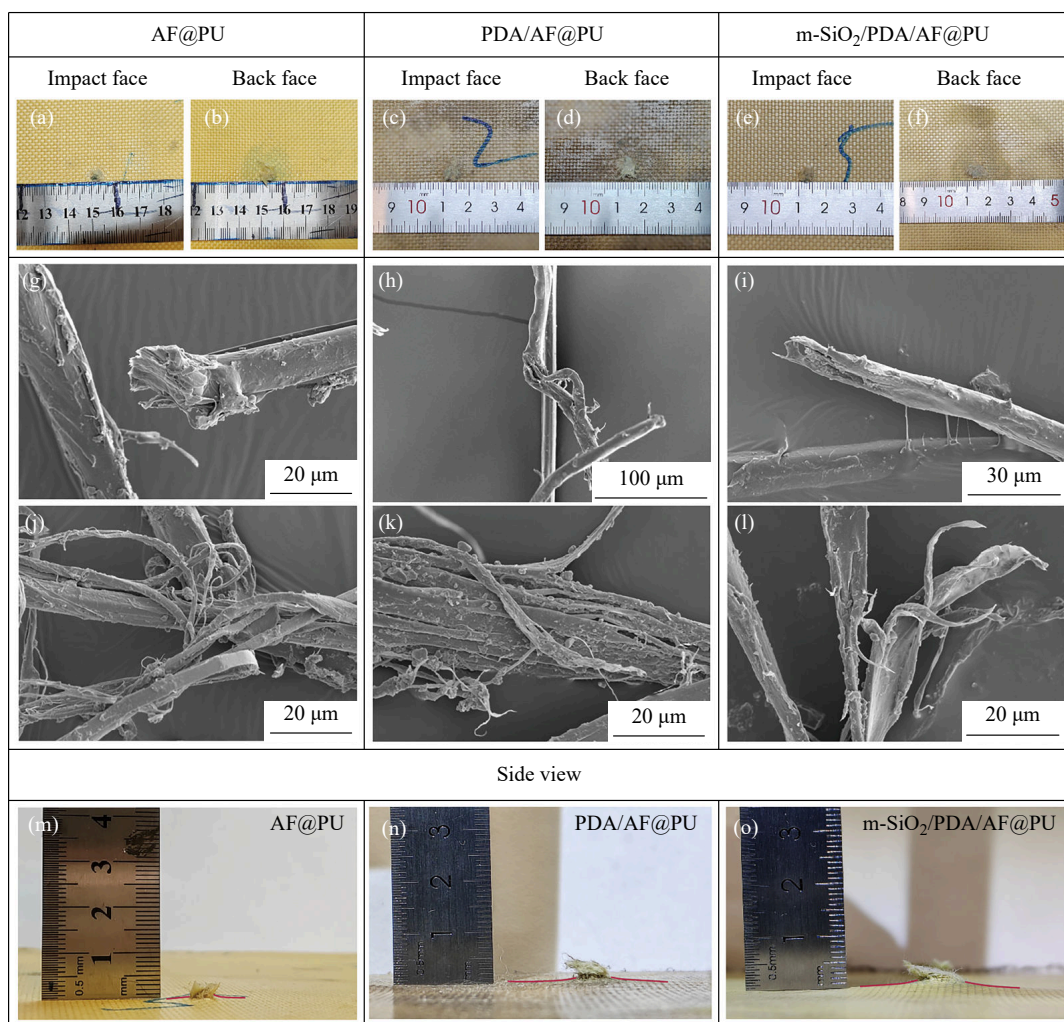 AF@PU PDA/AF@PU m-SiO₂/PDA/AF@PU
Impact face Back face Impact face Back face Impact face Back face
(a) (b) (c) (d) (e) (f)
12 13 14 15 16 17 18 12 13 14 15 16 17 18 19 9 10 1 2 3 4 9 10 1 2 3 4 9 10 1 2 3 4 8 9 10 1 2 3 4 5
(g) (h) (i)
20 μm 100 μm 30 μm
(j) (k) (l)
20 μm 20 μm 20 μm
Side view
(m) AF@PU (n) PDA/AF@PU (o) m-SiO₂/PDA/AF@PU
4 3 3
3 2 2
2 1 1
1
0.5mm mm 0.5mm mm 0.5mm mm